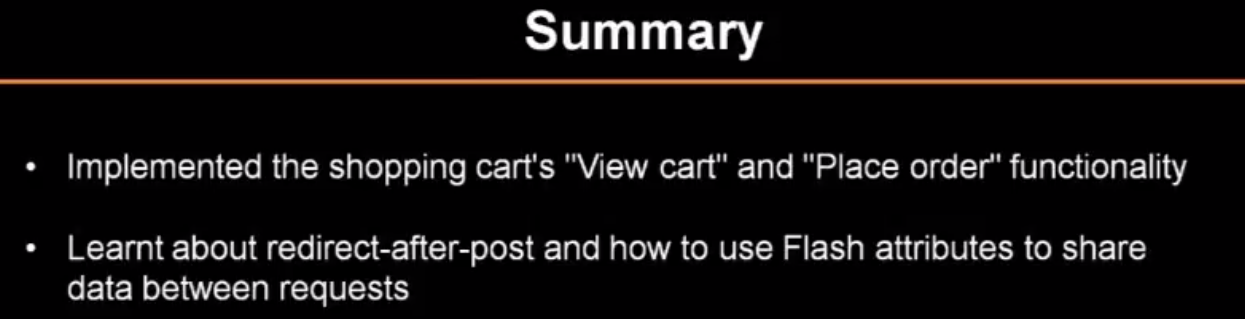 Summary
• Implemented the shopping cart's "View cart" and "Place order" functionality
• Learnt about redirect-after-post and how to use Flash attributes to share
data between requests